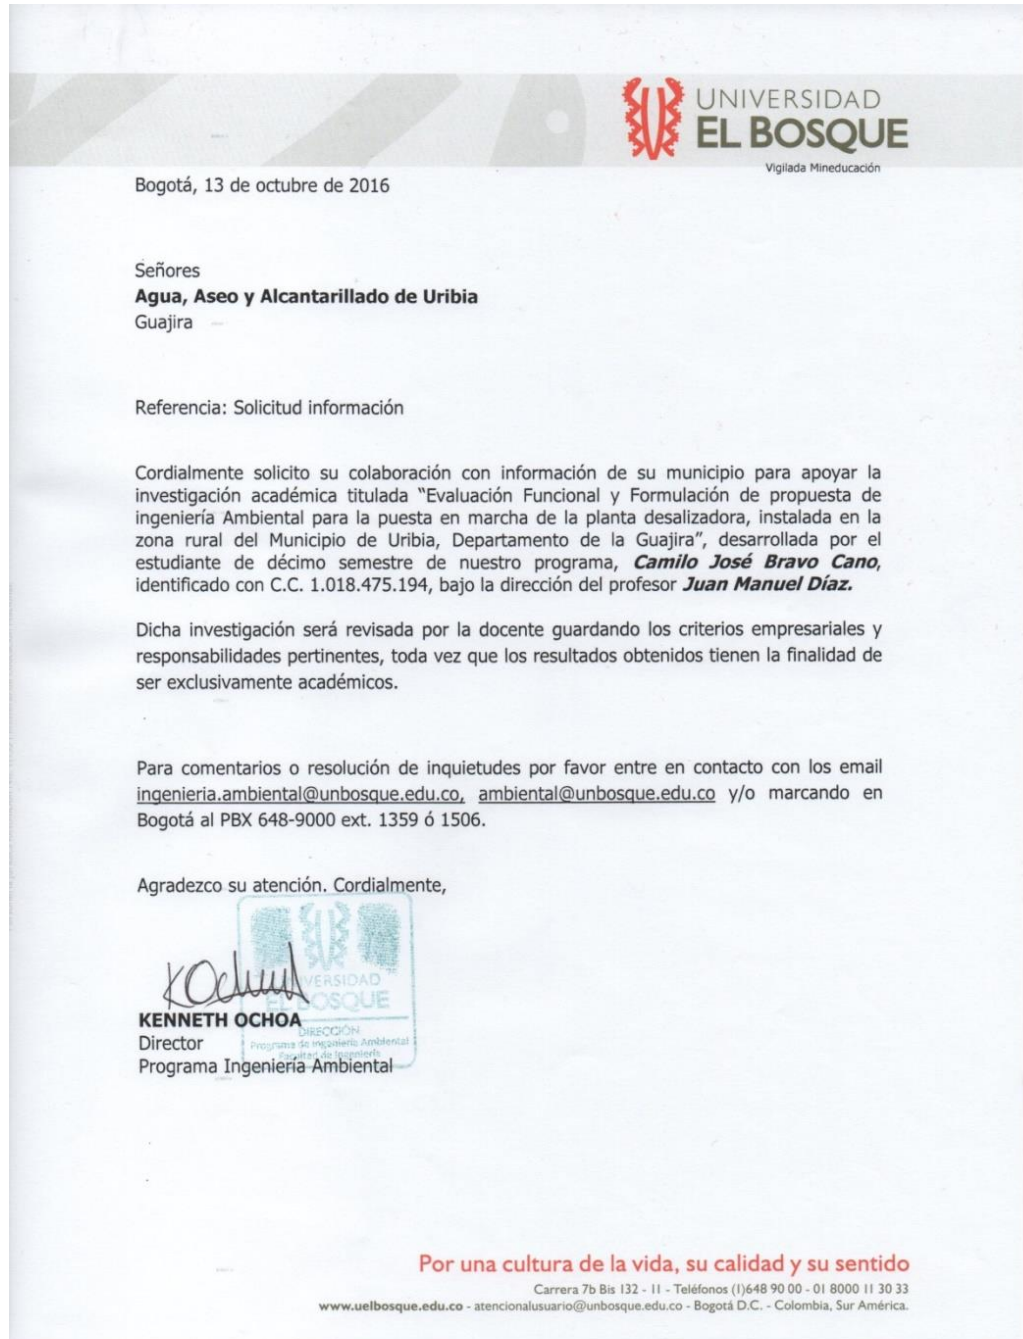 UNIVERSIDAD
EL BOSQUE
Vigilada Mineducación
Bogotá, 13 de octubre de 2016
Señores
Agua, Aseo y Alcantarillado de Uribia
Guajira
Referencia: Solicitud información
Cordialmente solicito su colaboración con información de su municipio para apoyar la
investigación académica titulada “Evaluación Funcional y Formulación de propuesta de
ingeniería Ambiental para la puesta en marcha de la planta desalizadora, instalada en la
zona rural del Municipio de Uribia, Departamento de la Guajira”, desarrollada por el
estudiante de décimo semestre de nuestro programa, Camilo José Bravo Cano,
identificado con C.C. 1.018.475.194, bajo la dirección del profesor Juan Manuel Díaz.
Dicha investigación será revisada por la docente guardando los criterios empresariales y
responsabilidades pertinentes, toda vez que los resultados obtenidos tienen la finalidad de
ser exclusivamente académicos.
Para comentarios o resolución de inquietudes por favor entre en contacto con los email
ingenieria.ambiental@unbosque.edu.co, ambiental@unbosque.edu.co y/o marcando en
Bogotá al PBX 648-9000 ext. 1359 ó 1506.
Agradezco su atención. Cordialmente,
KOchoa
UNIVERSIDAD
EL BOSQUE
KENNETH OCHOA
DIRECCIÓN
Director
Programa de Ingeniería Ambiental
Facultad de Ingeniería
Programa Ingeniería Ambiental
Por una cultura de la vida, su calidad y su sentido
Carrera 7b Bis 132 - 11 - Teléfonos (1)648 90 00 - 01 8000 11 30 33
www.uelbosque.edu.co - atencionalusuario@unbosque.edu.co - Bogotá D.C. - Colombia, Sur América.